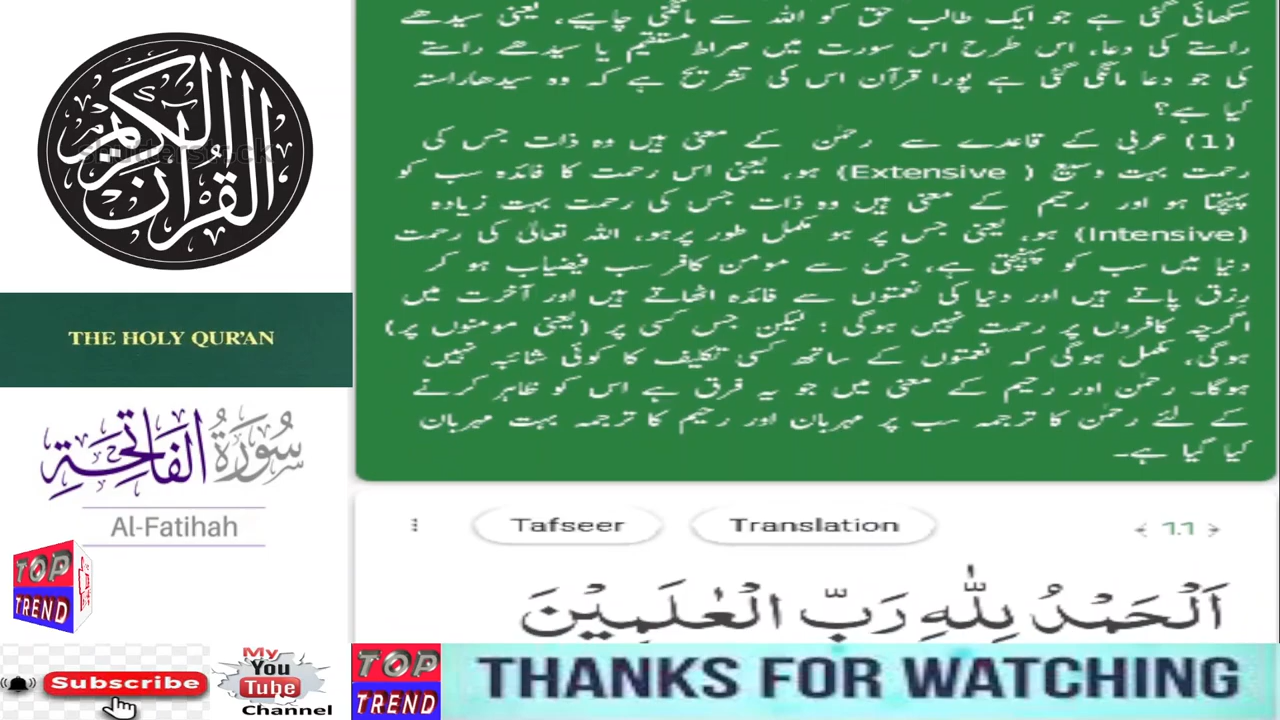 القرآن الكريم
shutterstock
THE HOLY QUR'AN
سُورَةُ الفَاتِحَةِ
Al-Fatihah
TOP
TREND
Subscribe
My
You
Tube
Channel
سکھائی گئی ہے جو ایک طالب حق کو اللہ سے مانگنی چاہیے، یعنی سیدھے
راستے کی دعا، اس طرح اس سورت میں صراط مستقیم یا سیدھے راستے
کی جو دعا مانگی گئی ہے پورا قرآن اس کی تشریح ہے کہ وہ سیدھاراستہ
کیا ہے؟
(1) عربی کے قاعدے سے رحمٰن کے معنی ہیں وہ ذات جس کی
رحمت بہت وسیع ( Extensive) ہو، یعنی اس رحمت کا فائدہ سب کو
پہنچتا ہو اور رحیم کے معنی ہیں وہ ذات جس کی رحمت بہت زیادہ
(Intensive) ہو، یعنی جس پر ہو مکمل طور پرہو، اللہ تعالیٰ کی رحمت
دنیا میں سب کو پہنچتی ہے، جس سے مومن کافر سب فیضیاب ہو کر
رزق پاتے ہیں اور دنیا کی نعمتوں سے فائدہ اٹھاتے ہیں اور آخرت میں
اگرچہ کافروں پر رحمت نہیں ہوگی ؛ لیکن جس کسی پر (یعنی مومنوں پر)
ہوگی، مکمل ہوگی کہ نعمتوں کے ساتھ کسی تکلیف کا کوئی شائبہ نہیں
ہوگا۔ رحمٰن اور رحیم کے معنی میں جو یہ فرق ہے اس کو ظاہر کرنے
کے لئے رحمٰن کا ترجمہ سب پر مہربان اور رحیم کا ترجمہ بہت مہربان
کیا گیا ہے۔
Tafseer Translation 1.1
اَلْحَمْدُ لِلّٰهِ رَبِّ الْعٰلَمِيْنَ
TOP
TREND
THANKS FOR WATCHING